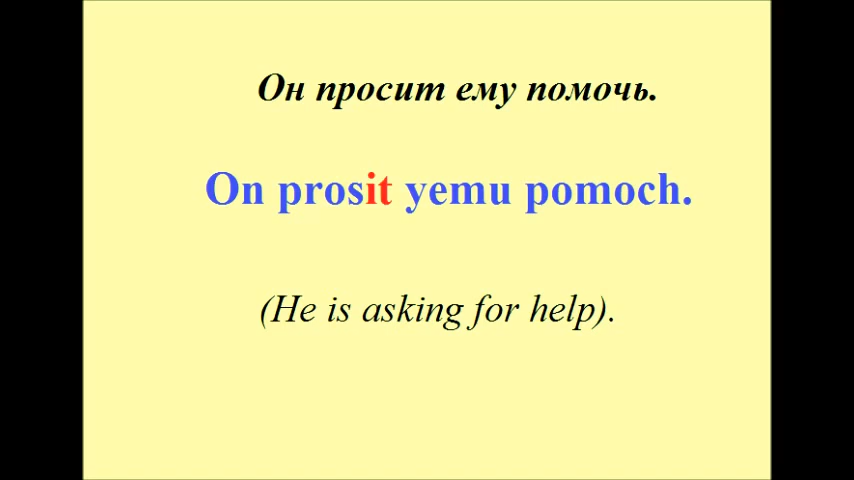 Он просит ему помочь.
On prosit yemu pomoch.
(He is asking for help).